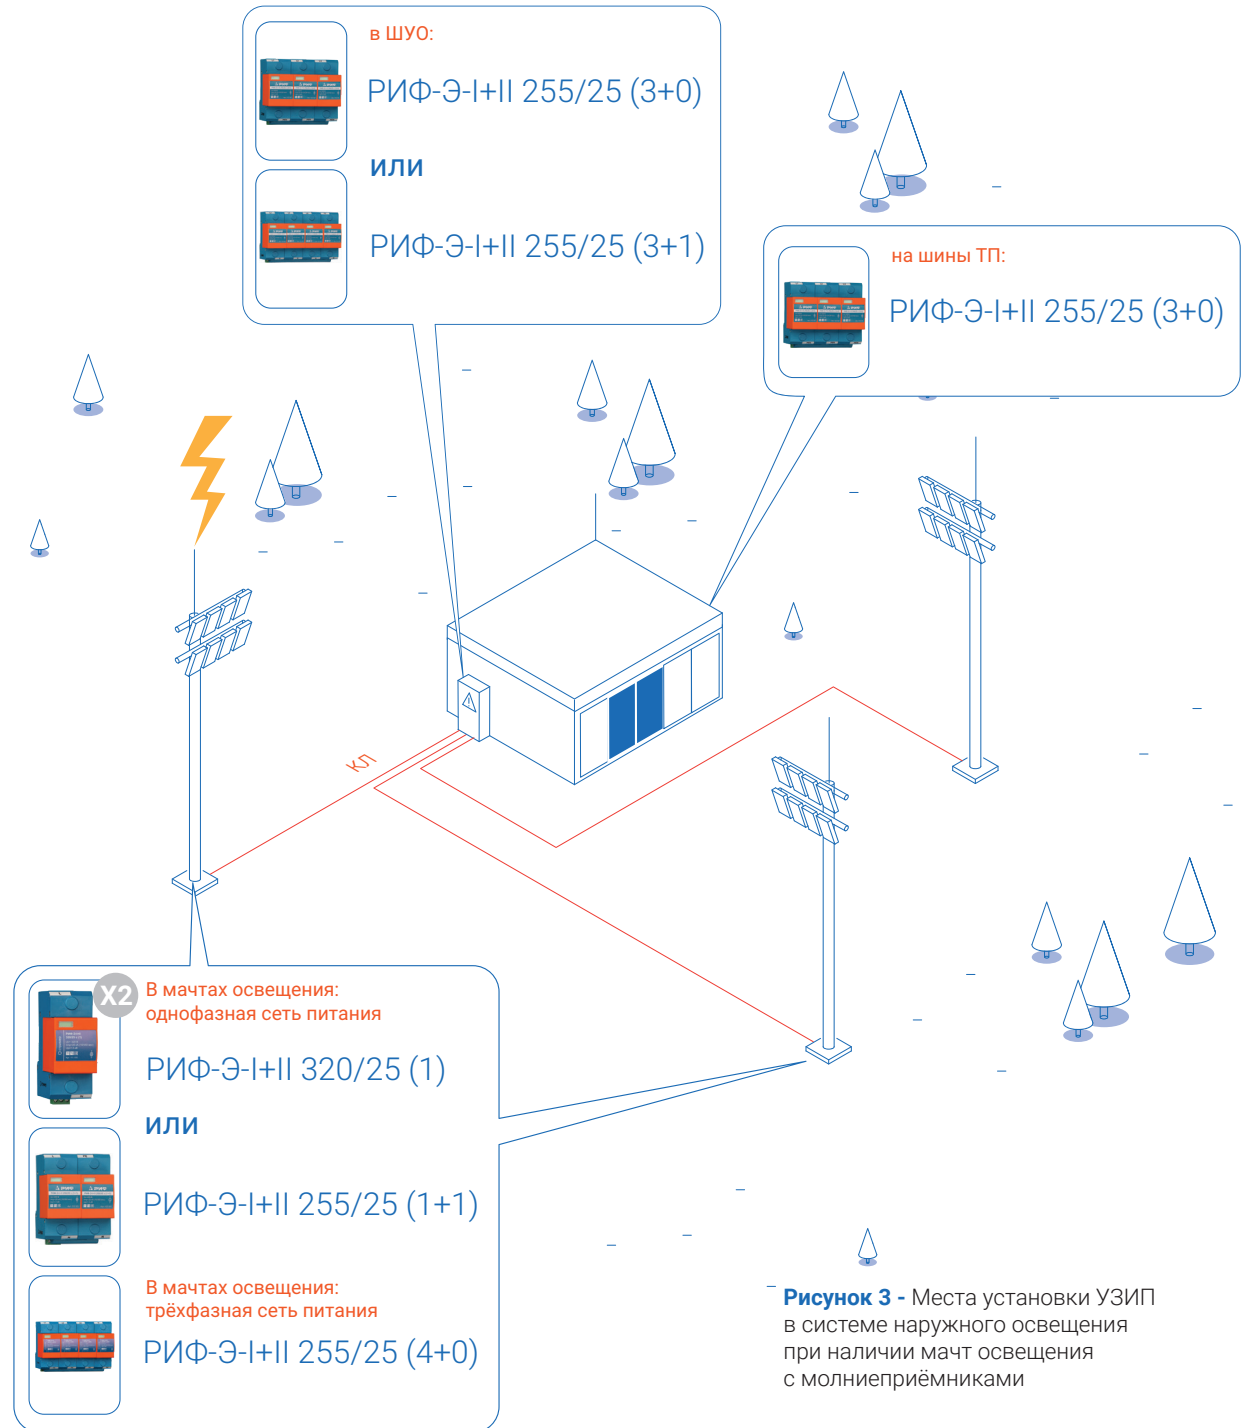 в ШУО:
РИФ-Э-I+II 255/25 (3+0)
или
РИФ-Э-I+II 255/25 (3+1)
на шины ТП:
РИФ-Э-I+II 255/25 (3+0)
КЛ
X2
В мачтах освещения:
однофазная сеть питания
РИФ-Э-I+II 320/25 (1)
или
РИФ-Э-I+II 255/25 (1+1)
В мачтах освещения:
трёхфазная сеть питания
РИФ-Э-I+II 255/25 (4+0)
Рисунок 3 - Места установки УЗИП
в системе наружного освещения
при наличии мачт освещения
с молниеприёмниками